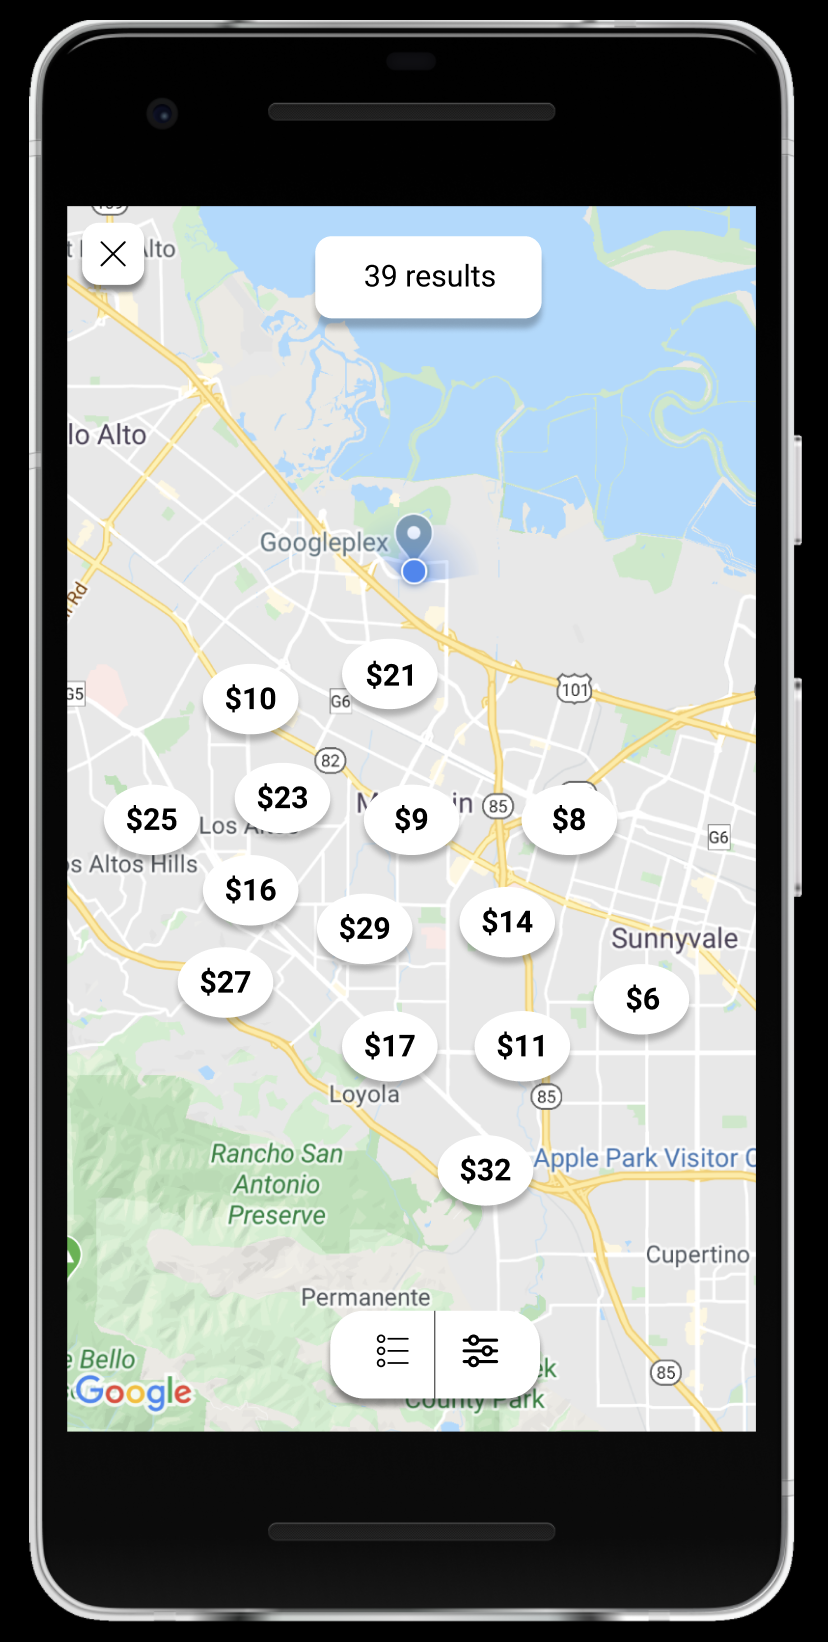 39 results
lo Alto
Googleplex
Rd
$21
$10
G5
G6
101
82
$23
$25
$9
85
$8
G6
Los
s Altos Hills
$16
$29
$14
Sunnyvale
$27
$6
$17
$11
Loyola
85
$32
Apple Park Visitor C
Rancho San
Antonio
Preserve
Cupertino
Permanente
Bello
85
Google
County Park